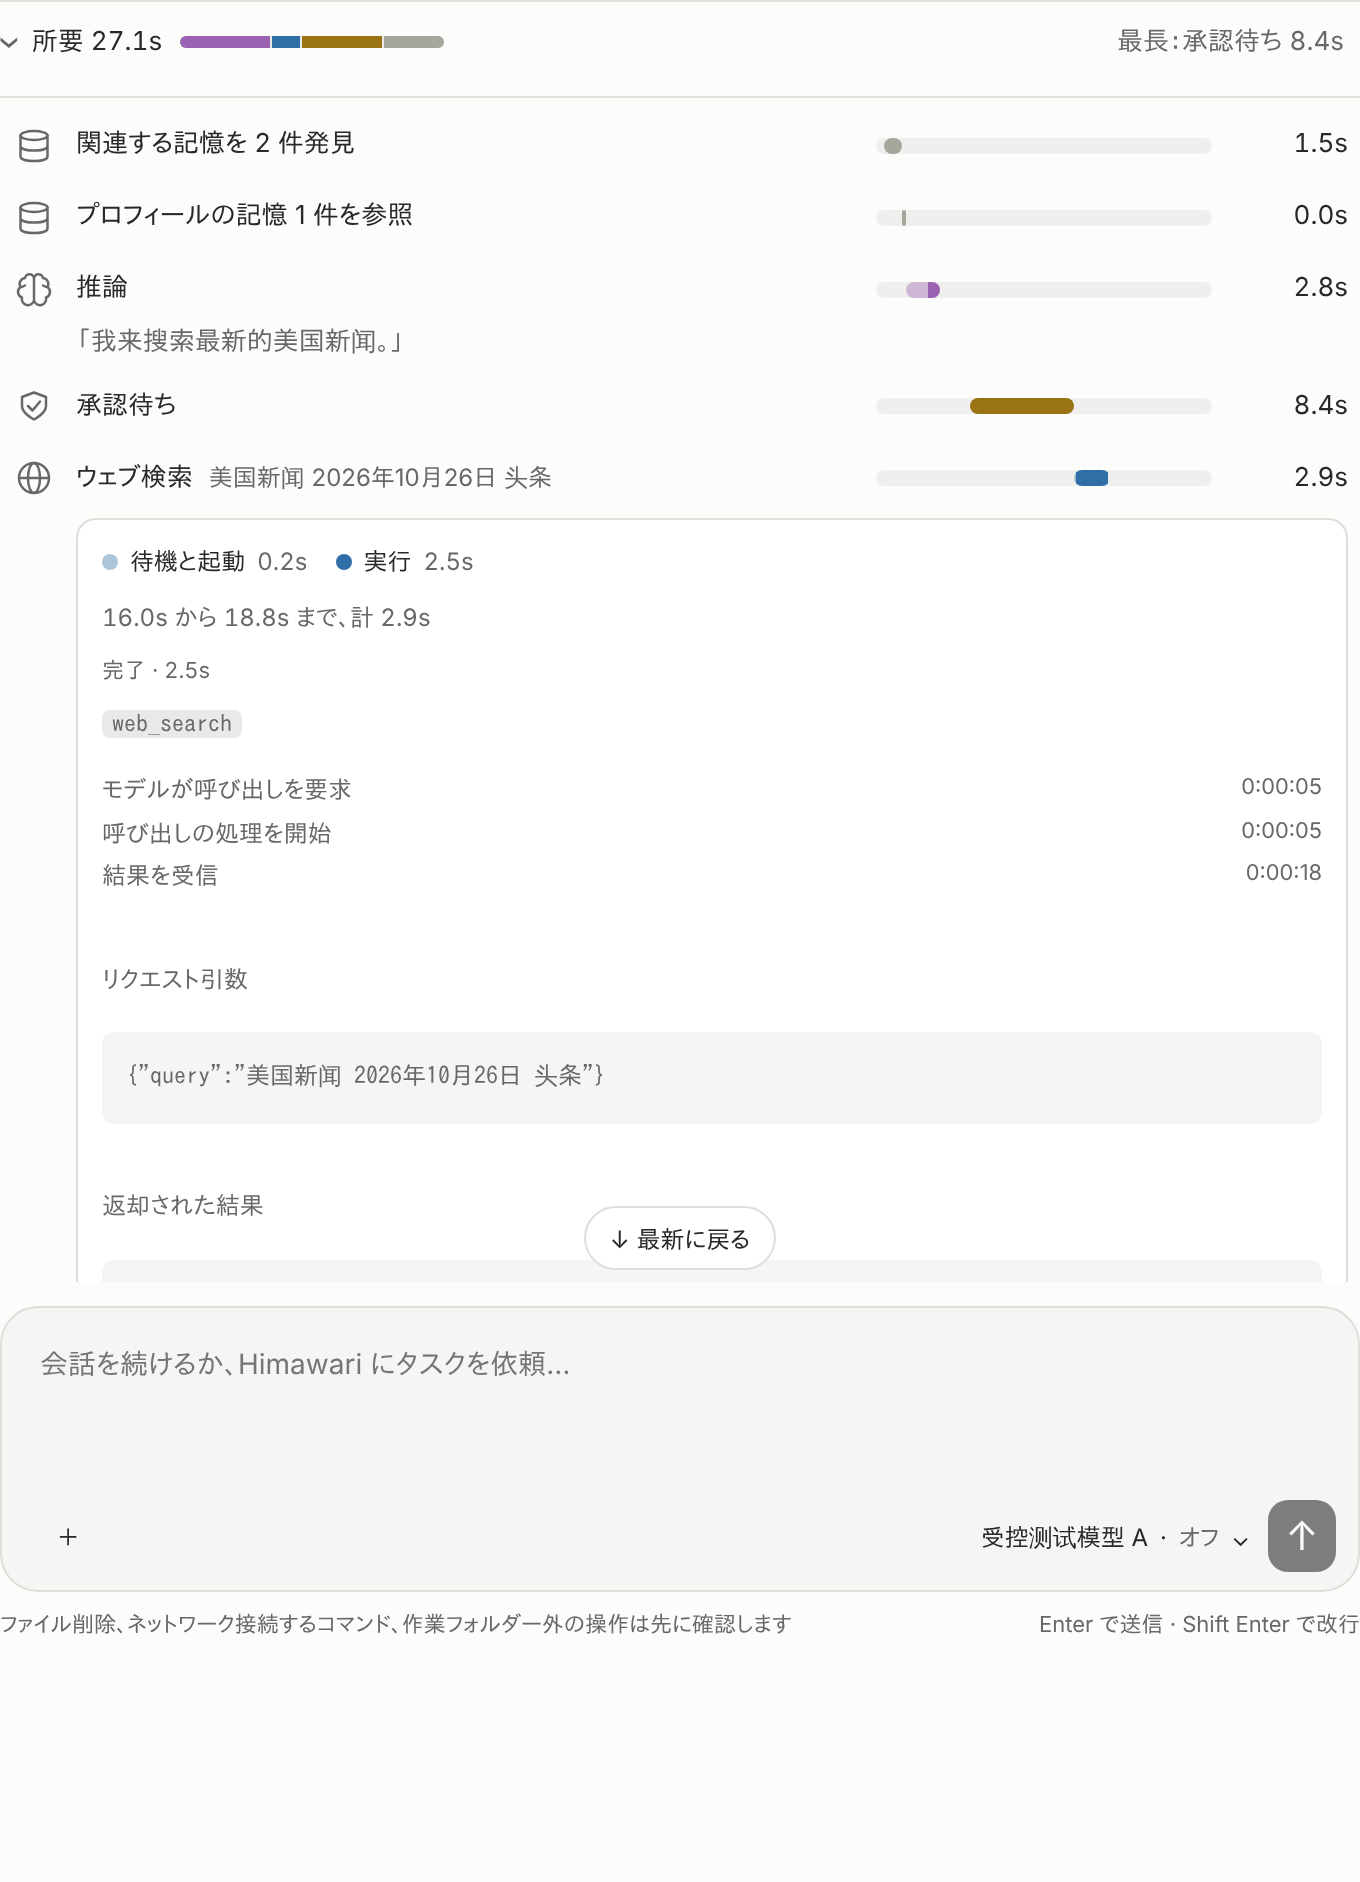 所要 27.1s
最長：承認待ち 8.4s
関連する記憶を 2 件発見
1.5s
プロフィールの記憶 1 件を参照
0.0s
推論
2.8s
「我来搜索最新的美国新闻。」
承認待ち
8.4s
ウェブ検索 美国新闻 2026年10月26日 头条
2.9s
待機と起動 0.2s 実行 2.5s
16.0s から 18.8s まで、計 2.9s
完了 · 2.5s
web_search
モデルが呼び出しを要求
0:00:05
呼び出しの処理を開始
0:00:05
結果を受信
0:00:18
リクエスト引数
{"query":"美国新闻 2026年10月26日 头条"}
返却された結果
↓ 最新に戻る
会話を続けるか、Himawari にタスクを依頼...
受控测试模型 A · オフ
ファイル削除、ネットワーク接続するコマンド、作業フォルダー外の操作は先に確認します
Enter で送信 · Shift Enter で改行